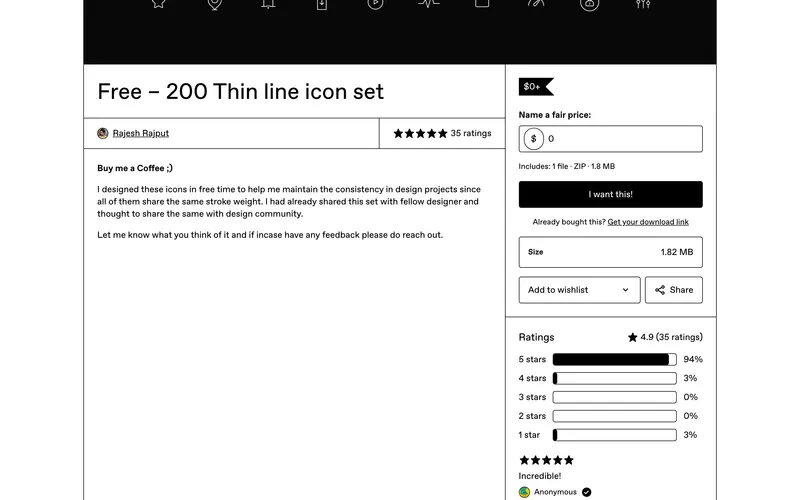 Free – 200 Thin line icon set
Rajesh Rajput
35 ratings
Buy me a Coffee ;)
I designed these icons in free time to help me maintain the consistency in design projects since
all of them share the same stroke weight. I had already shared this set with fellow designer and
thought to share the same with design community.
Let me know what you think of it and if incase have any feedback please do reach out.
$0+
Name a fair price:
$ 0
Includes: 1 file · ZIP · 1.8 MB
I want this!
Already bought this? Get your download link
Size 1.82 MB
Add to wishlist
Share
Ratings 4.9 (35 ratings)
5 stars 94%
4 stars 3%
3 stars 0%
2 stars 0%
1 star 3%
Incredible!
Anonymous